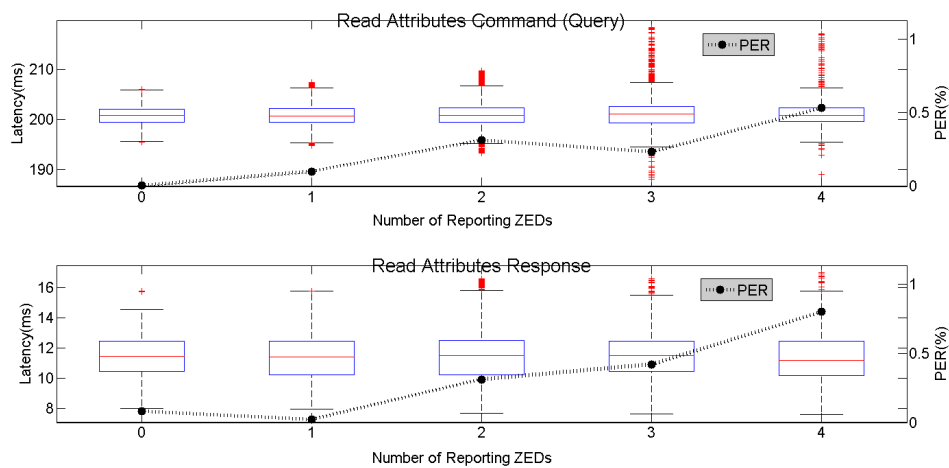 Read Attributes Command (Query)
Latency(ms)
210
200
190
PER
1
0.5
0
PER(%)
0 1 2 3 4
Number of Reporting ZEDs
Read Attributes Response
Latency(ms)
16
14
12
10
8
PER
1
0.5
0
PER(%)
0 1 2 3 4
Number of Reporting ZEDs